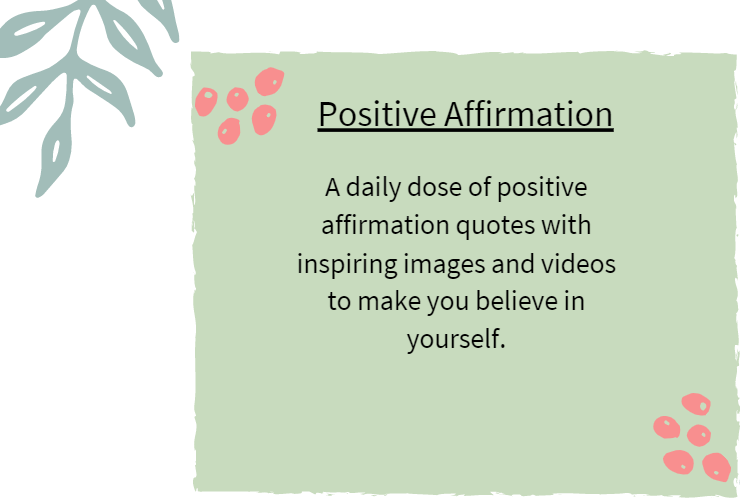 Positive Affirmation
A daily dose of positive
affirmation quotes with
inspiring images and videos
to make you believe in
yourself.